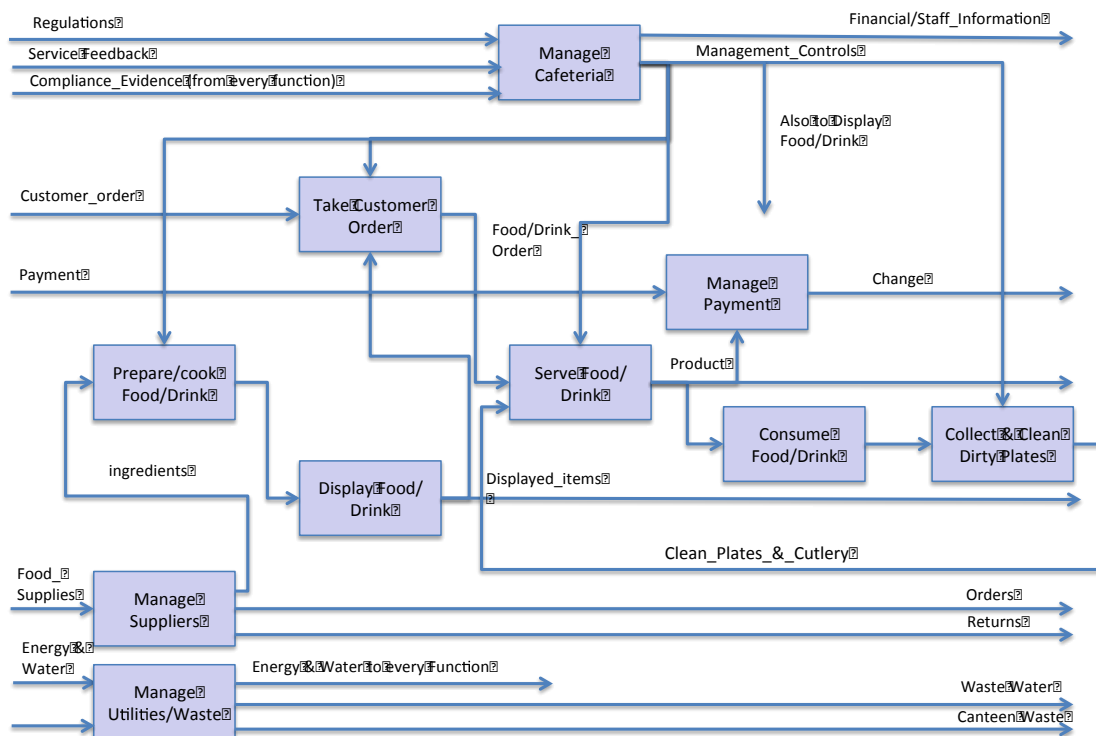 Regulations
Financial/Staff_Information
Service Feedback
Manage
Cafeteria
Management_Controls
Compliance_Evidence (from every function)
Also to Display
Food/Drink
Customer_order
Take Customer
Order
Food/Drink_
Order
Payment
Manage
Payment
Change
Prepare/cook
Food/Drink
Serve Food/
Drink
Product
Consume
Food/Drink
Collect & Clean
Dirty Plates
ingredients
Display Food/
Drink
Displayed_items
Clean_Plates_&_Cutlery
Food_
Supplies
Manage
Suppliers
Orders
Returns
Energy &
Water
Energy & Water to every Function
Manage
Utilities/Waste
Waste Water
Canteen Waste